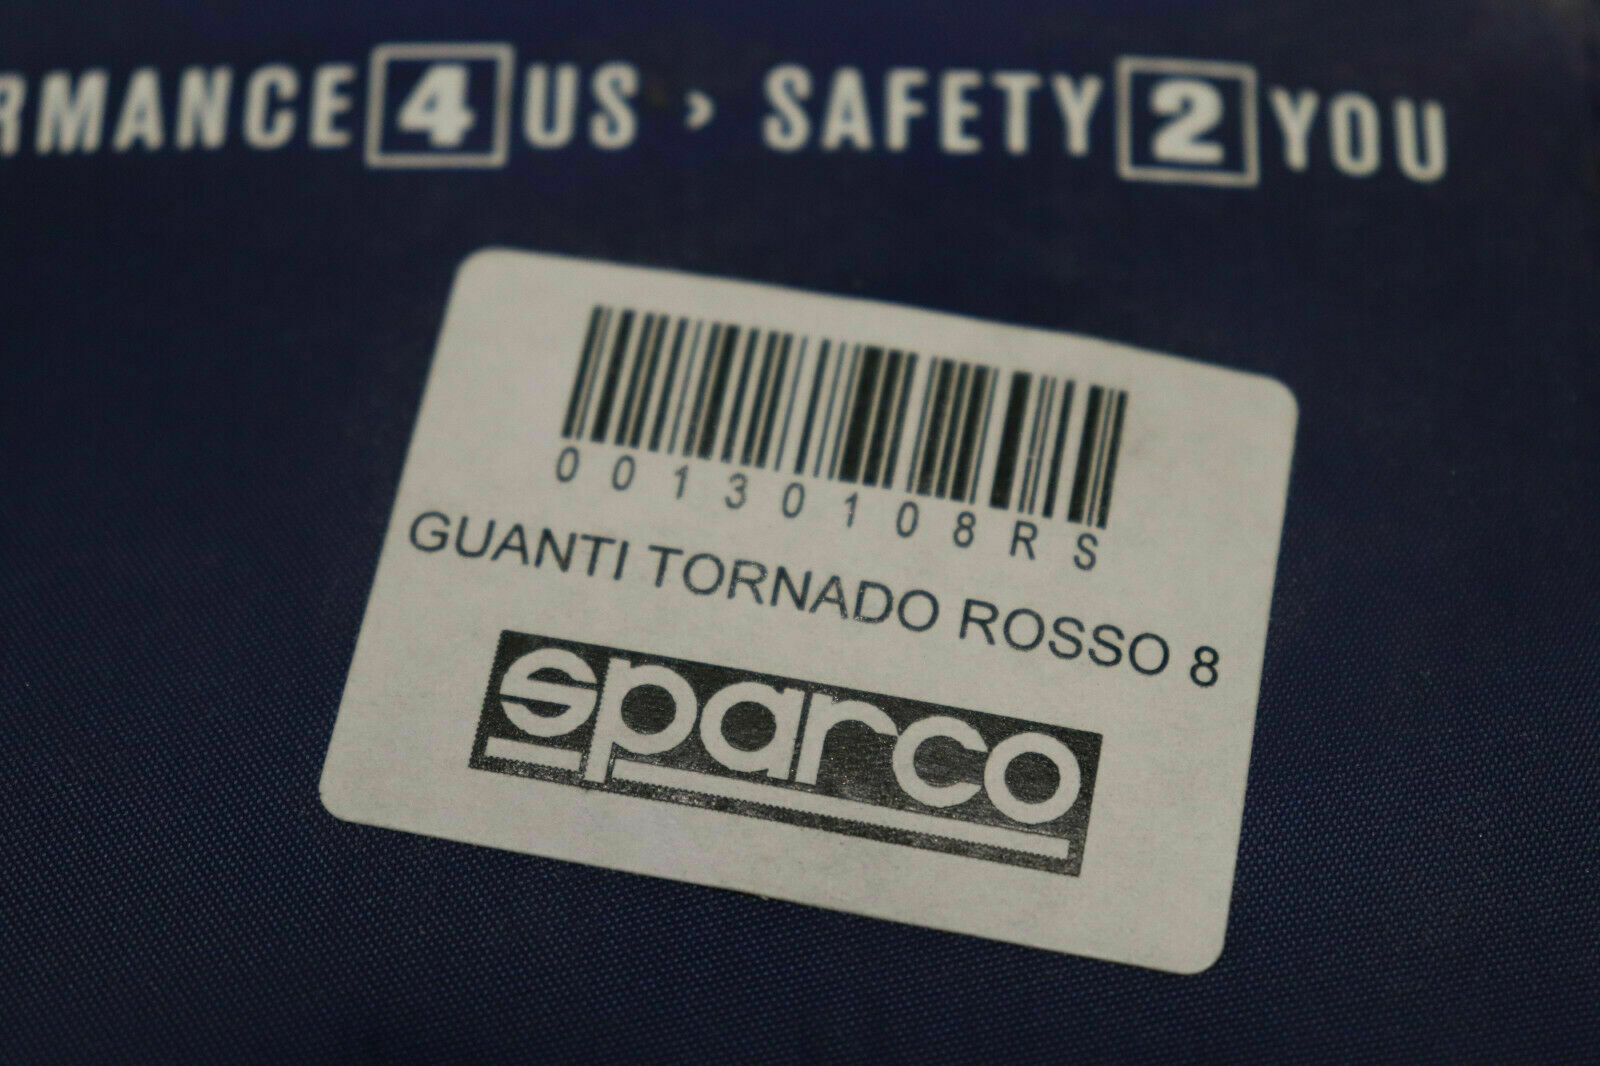 RMANCE 4 US > SAFETY 2 YOU
00130108RS
GUANTI TORNADO ROSSO 8
sparco